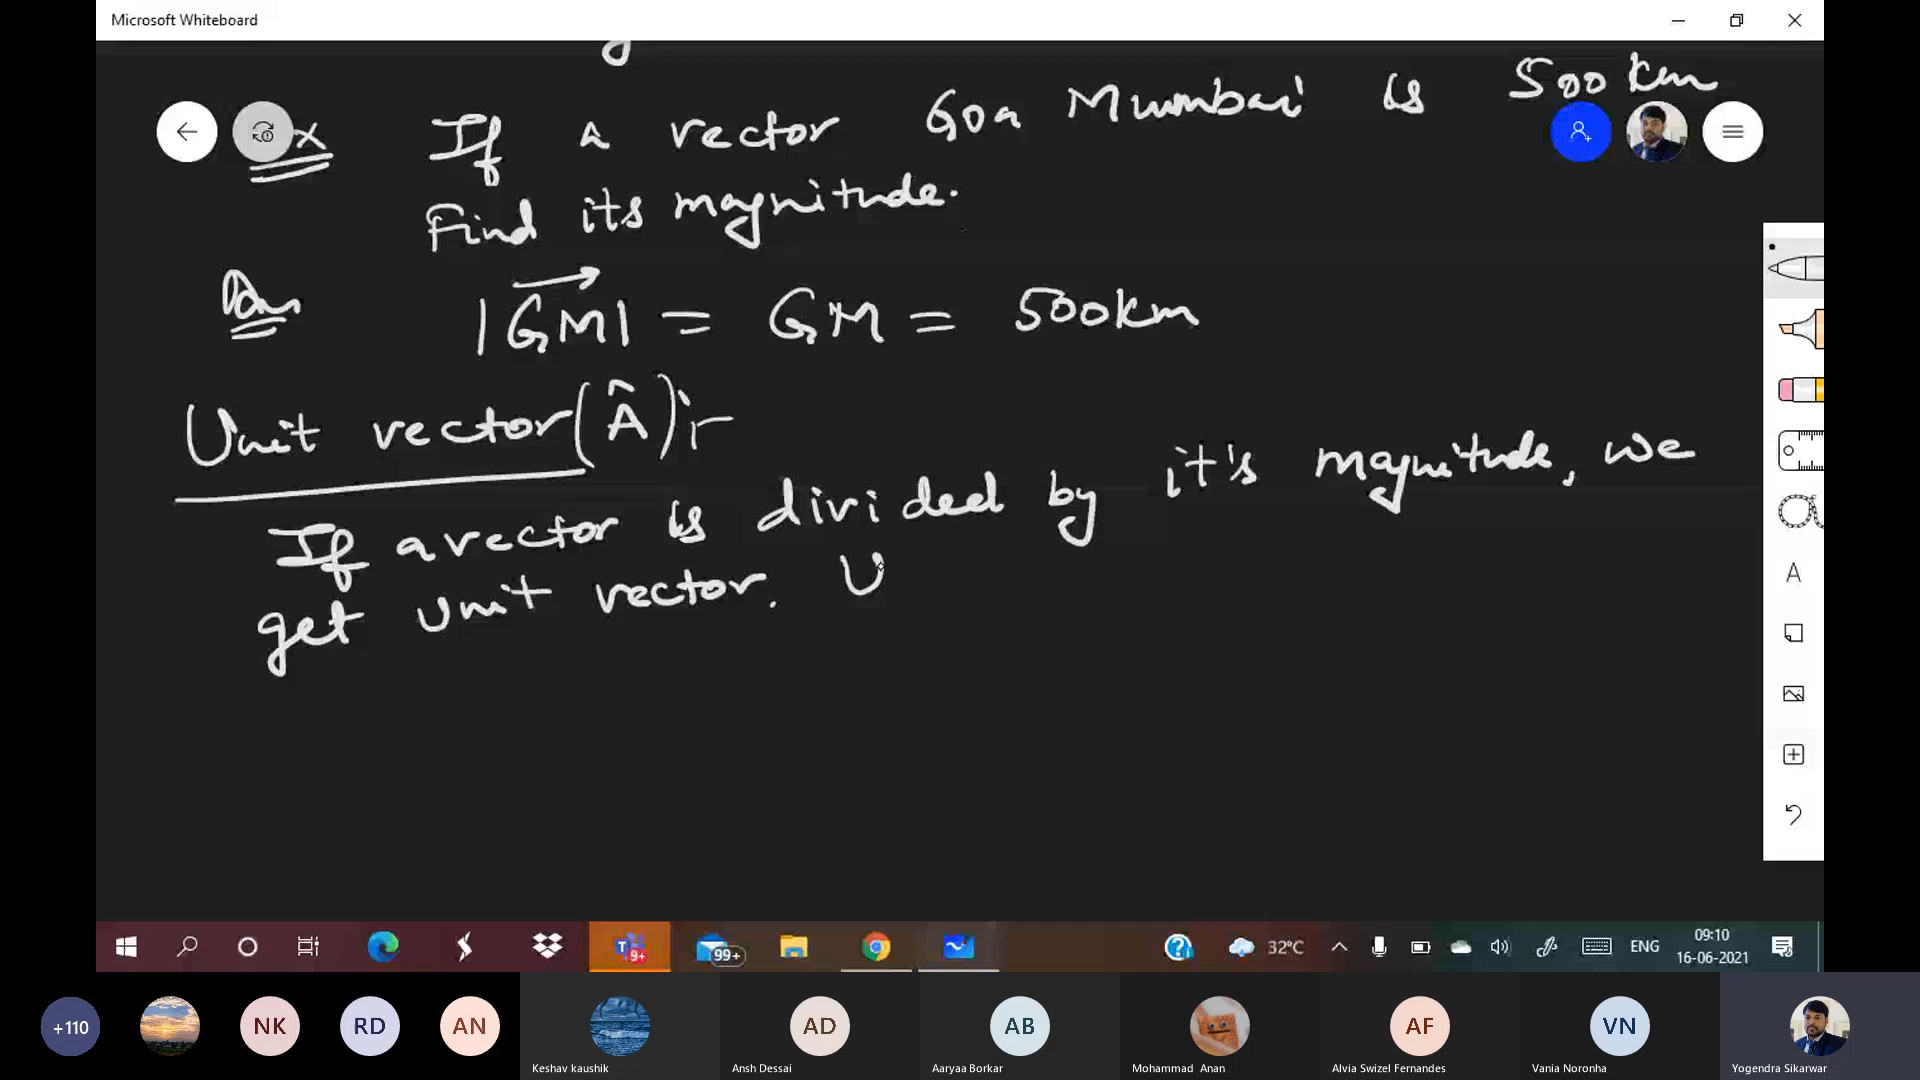 Microsoft Whiteboard
Ex If a vector Goa Mumbai is 500 km
Find its magnitude.
Ans |GM| = GM = 500km
Unit vector (Â):-
If a vector is divided by it's magnitude, we
get unit vector. U
A
T
9+
99+
32°C
ENG
09:10
16-06-2021
+110
NK
RD
AN
AD
AB
AF
VN
Keshav kaushik
Ansh Dessai
Aaryaa Borkar
Mohammad Anan
Alvia Swizel Fernandes
Vania Noronha
Yogendra Sikarwar